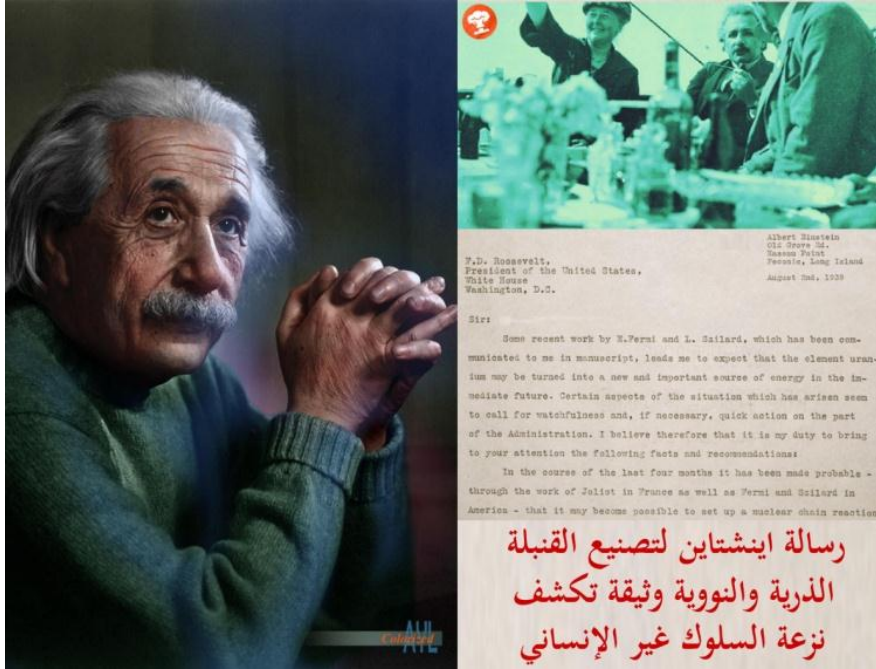 Albert Einstein
Old Grove Rd.
Nassau Point
Peconic, Long Island
August 2nd, 1939
F.D. Roosevelt,
President of the United States,
White House
Washington, D.C.
Sir:
Some recent work by E.Fermi and L. Szilard, which has been com-
municated to me in manuscript, leads me to expect that the element uran-
ium may be turned into a new and important source of energy in the im-
mediate future. Certain aspects of the situation which has arisen seem
to call for watchfulness and, if necessary, quick action on the part
of the Administration. I believe therefore that it is my duty to bring
to your attention the following facts and recommendations:
In the course of the last four months it has been made probable -
through the work of Joliot in France as well as Fermi and Szilard in
America - that it may become possible to set up a nuclear chain reaction
رسالة اينشتاين لتصنيع القنبلة
الذرية والنووية وثيقة تكشف
نزعة السلوك غير الإنساني
Colorized
AYL